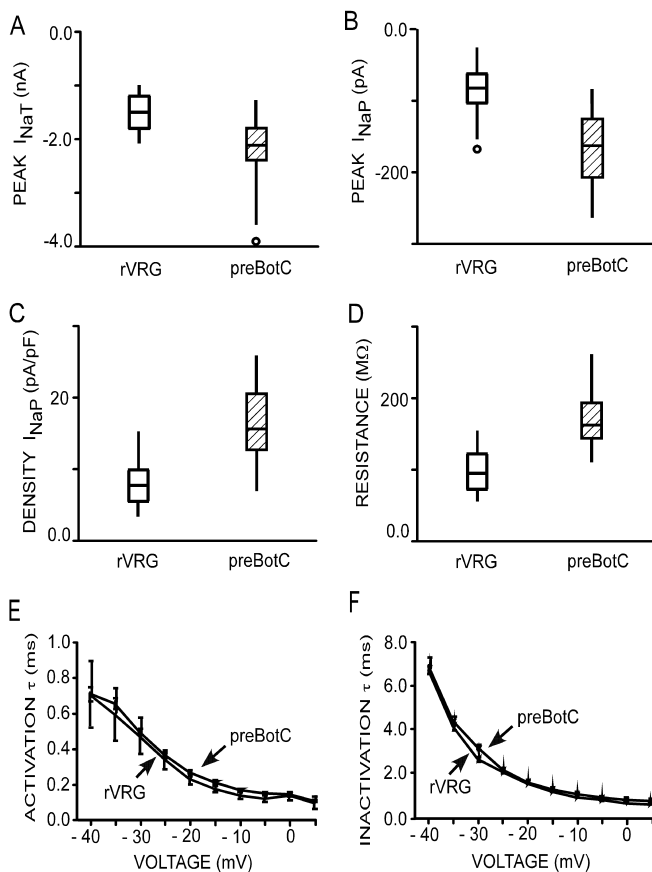 A
PEAK I NaT (nA)
0.0
-2.0
-4.0
rVRG preBotC
B
PEAK I NaP (pA)
0.0
-200
rVRG preBotC
C
DENSITY I NaP (pA/pF)
20
0.0
rVRG preBotC
D
RESISTANCE (MΩ)
200
0.0
rVRG preBotC
E
ACTIVATION τ (ms)
1.0
0.8
0.6
0.4
0.2
0.0
preBotC
rVRG
- 40 - 30 - 20 - 10 0
VOLTAGE (mV)
F
INACTIVATION τ (ms)
8.0
6.0
4.0
2.0
0.0
preBotC
rVRG
- 40 - 30 - 20 - 10 0
VOLTAGE (mV)